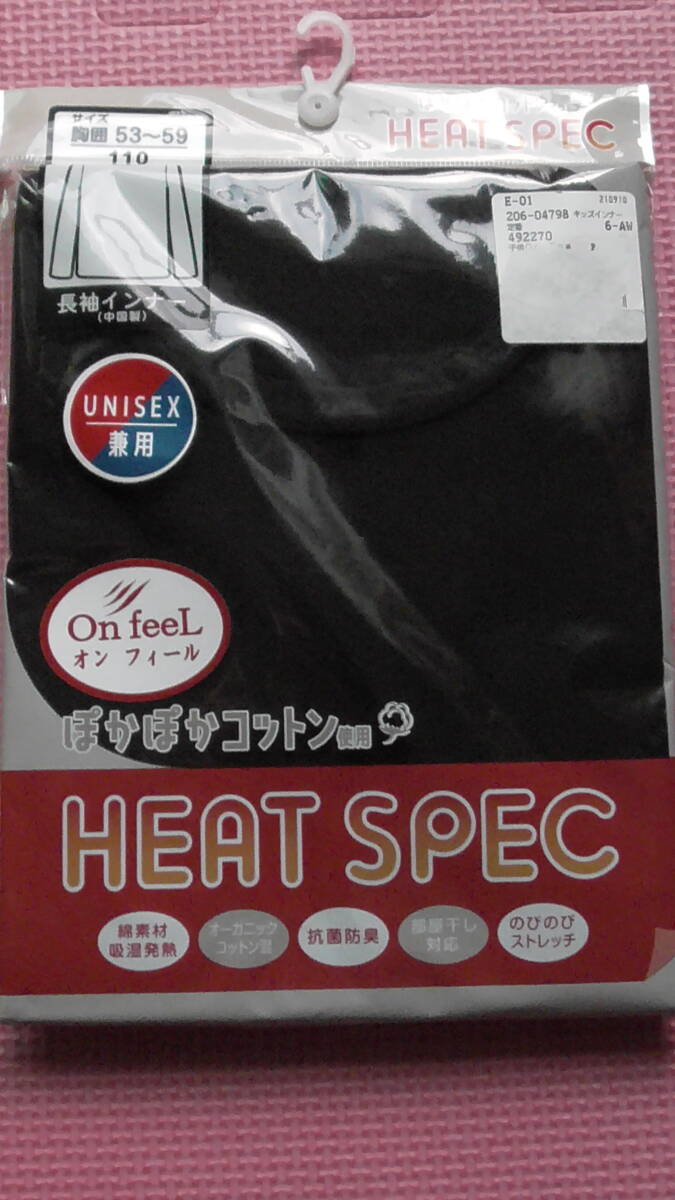 サイズ
胸囲 53~59
110
長袖インナー
(中国製)
HEAT SPEC
E-01 210910
206-0479B キッズインナー
定番 6-AW
492270
UNISEX
兼用
On feeL
オン フィール
ぽかぽかコットン使用
HEAT SPEC
綿素材
吸湿発熱
オーガニック
コットン混
抗菌防臭
部屋干し
対応
のびのび
ストレッチ